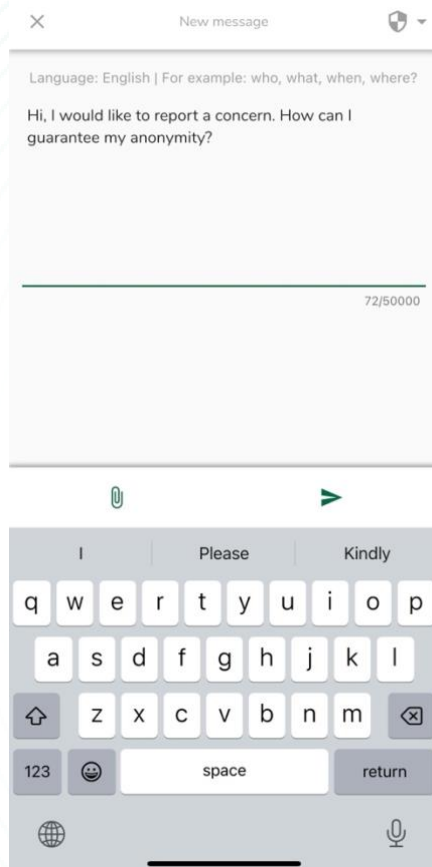 New message
Language: English | For example: who, what, when, where?
Hi, I would like to report a concern. How can I
guarantee my anonymity?
72/50000
I Please Kindly
q w e r t y u i o p
a s d f g h j k l
z x c v b n m
123 space return